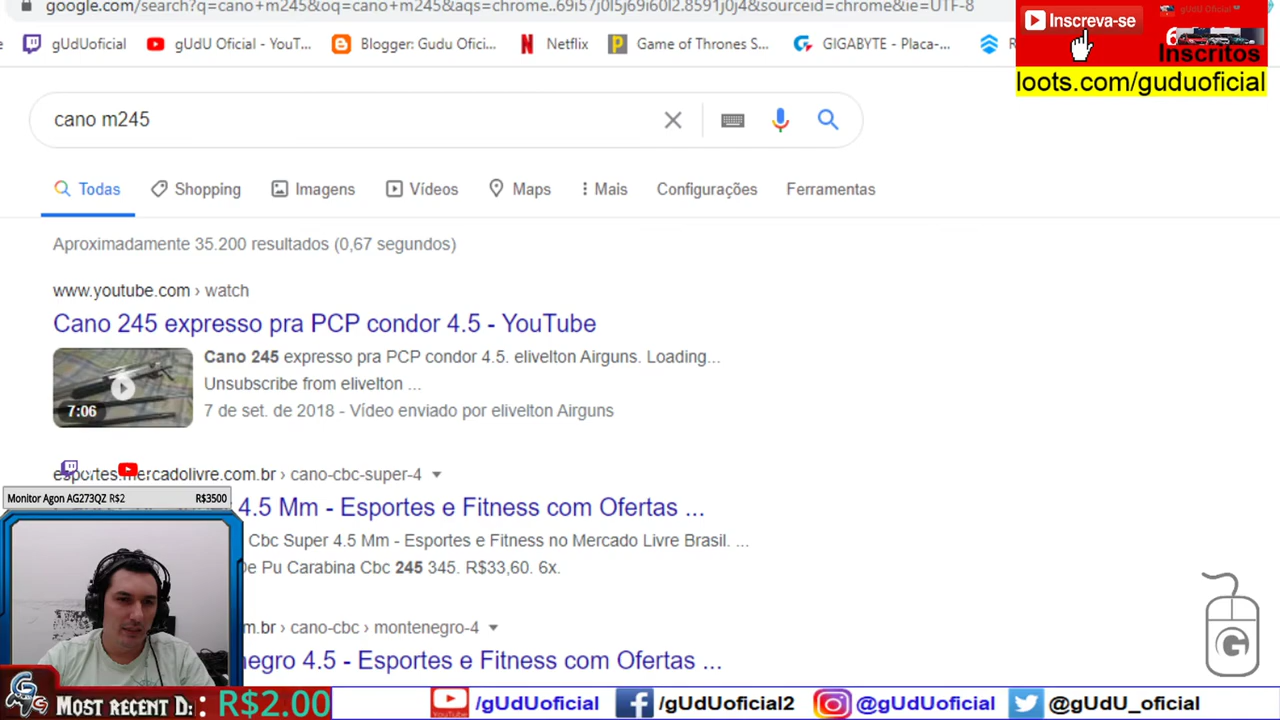 google.com/search?q=cano+m245&oq=cano+m245&aqs=chrome..69i57j0l5j69i60l2.8591j0j4&sourceid=chrome&ie=UTF-8
gUdUoficial
gUdU Oficial - YouT...
Blogger: Gudu Ofici...
Netflix
Game of Thrones S...
GIGABYTE - Placa-...
Inscreva-se
Inscritos
loots.com/guduoficial
cano m245
Todas
Shopping
Imagens
Vídeos
Maps
Mais
Configurações
Ferramentas
Aproximadamente 35.200 resultados (0,67 segundos)
www.youtube.com › watch
Cano 245 expresso pra PCP condor 4.5 - YouTube
Cano 245 expresso pra PCP condor 4.5. elivelton Airguns. Loading...
Unsubscribe from elivelton ...
7:06
7 de set. de 2018 - Vídeo enviado por elivelton Airguns
esportes.mercadolivre.com.br › cano-cbc-super-4
Monitor Agon AG273QZ R$2 R$3500
4.5 Mm - Esportes e Fitness com Ofertas ...
Cbc Super 4.5 Mm - Esportes e Fitness no Mercado Livre Brasil. ...
De Pu Carabina Cbc 245 345. R$33,60. 6x.
m.br › cano-cbc › montenegro-4
negro 4.5 - Esportes e Fitness com Ofertas ...
Most recent D: : R$2.00
/gUdUoficial
/gUdUoficial2
@gUdUoficial
@gUdU_oficial